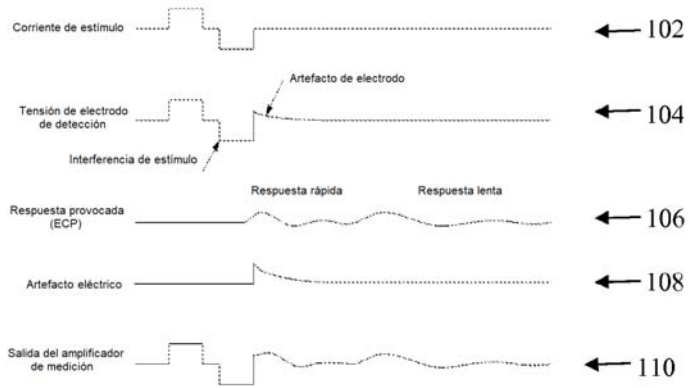 Corriente de estímulo
102
Artefacto de electrodo
Tensión de electrodo
de detección
104
Interferencia de estímulo
Respuesta rápida
Respuesta lenta
Respuesta provocada
(ECP)
106
Artefacto eléctrico
108
Salida del amplificador
de medición
110